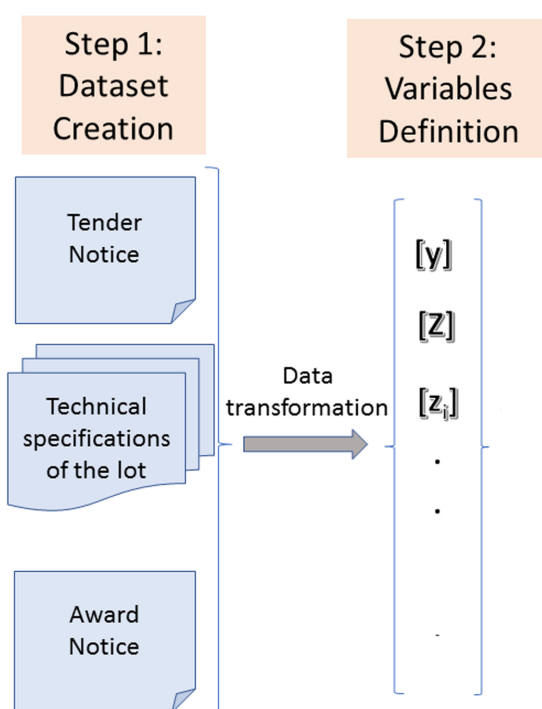 Step 1:
Dataset
Creation
Step 2:
Variables
Definition
Tender
Notice
Technical
specifications
of the lot
Award
Notice
Data
transformation
[y]
[Z]
[zi]
.
.
-